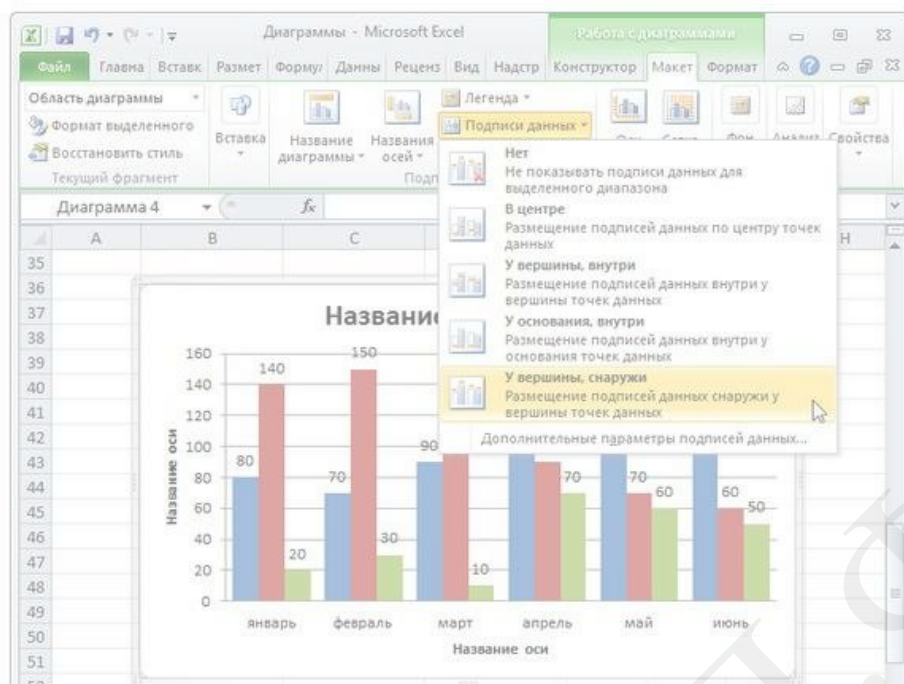 Диаграммы - Microsoft Excel
Работа с диаграммами
Файл Главна Вставк Размет Форму Данны Реценз Вид Надстр Конструктор Макет Формат
Область диаграммы
Формат выделенного
Восстановить стиль
Текущий фрагмент
Вставка
Название диаграммы
Названия осей
Легенда
Подписи данных
Подп
Фон
Анализ
Свойства
Нет
Не показывать подписи данных для
выделенного диапазона
В центре
Размещение подписей данных по центру точек
данных
У вершины, внутри
Размещение подписей данных внутри у
вершины точек данных
У основания, внутри
Размещение подписей данных внутри у
основания точек данных
У вершины, снаружи
Размещение подписей данных снаружи у
вершины точек данных
Дополнительные параметры подписей данных...
Диаграмма 4
fx
A B C H
35
36
37
38
39
40
41
42
43
44
45
46
47
48
49
50
51
Названи
Название оси
160
140
120
100
80
60
40
20
0
80 140 20
70 150 30
90 10
70
70 60
60 50
январь февраль март апрель май июнь
Название оси